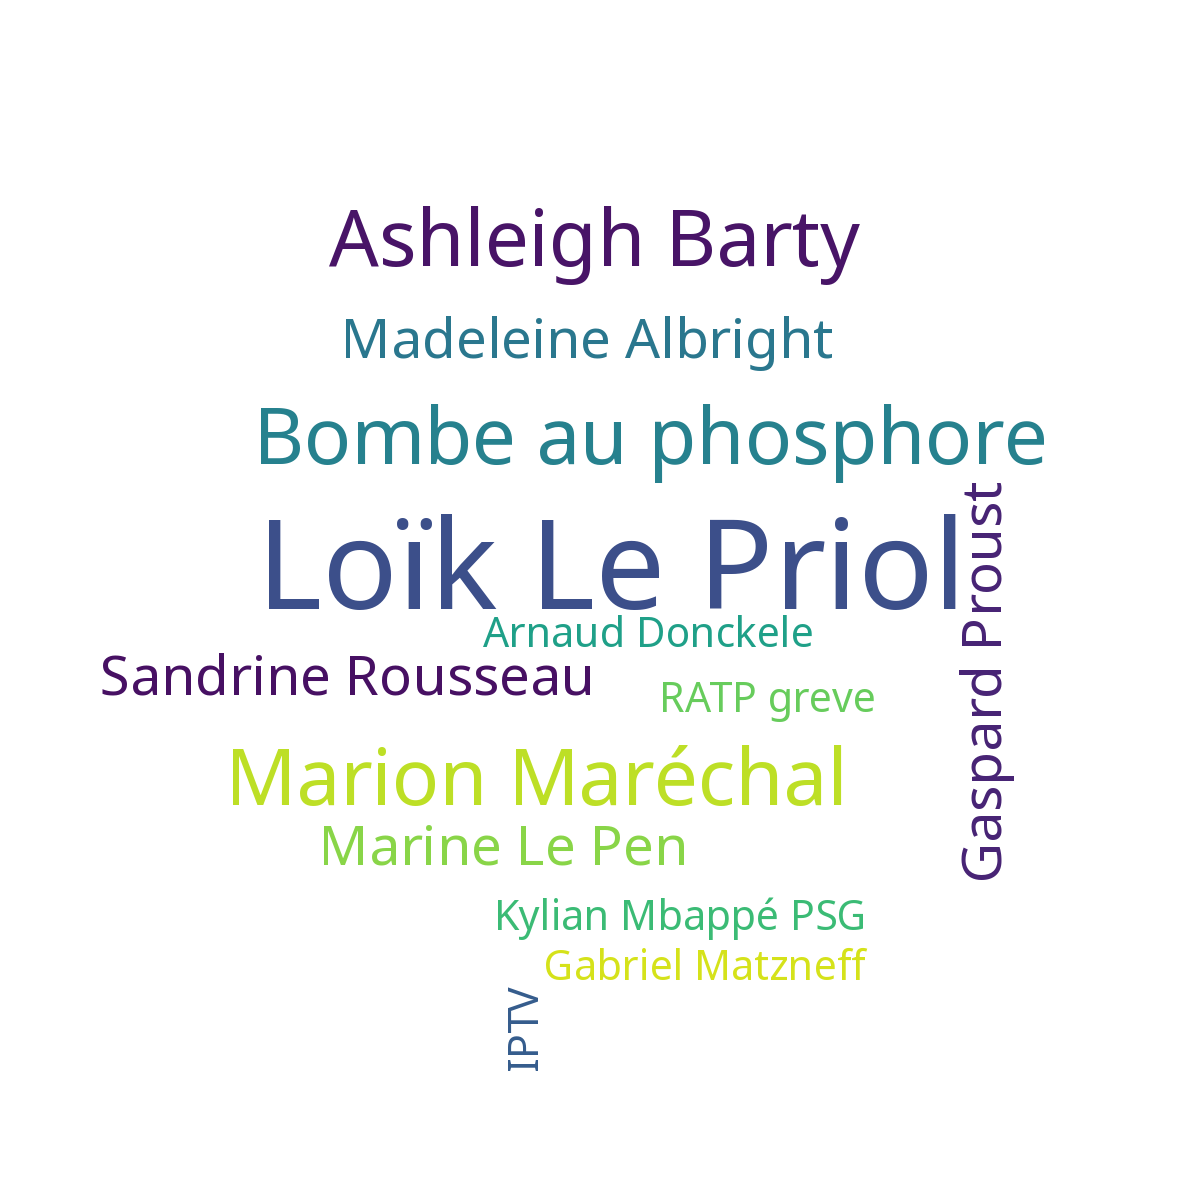 Ashleigh Barty
Madeleine Albright
Bombe au phosphore
Loïk Le Priol
Gaspard Proust
Arnaud Donckele
Sandrine Rousseau
RATP greve
Marion Maréchal
Marine Le Pen
Kylian Mbappé PSG
Gabriel Matzneff
IPTV